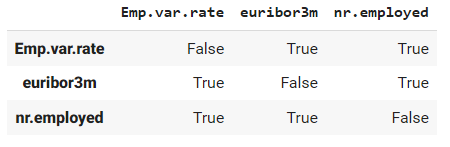 Emp.var.rate euribor3m nr.employed
Emp.var.rate False True True
euribor3m True False True
nr.employed True True False